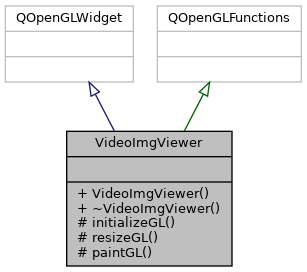 QOpenGLWidget
QOpenGLFunctions
VideoImgViewer
+ VideoImgViewer()
+ ~VideoImgViewer()
# initializeGL()
# resizeGL()
# paintGL()